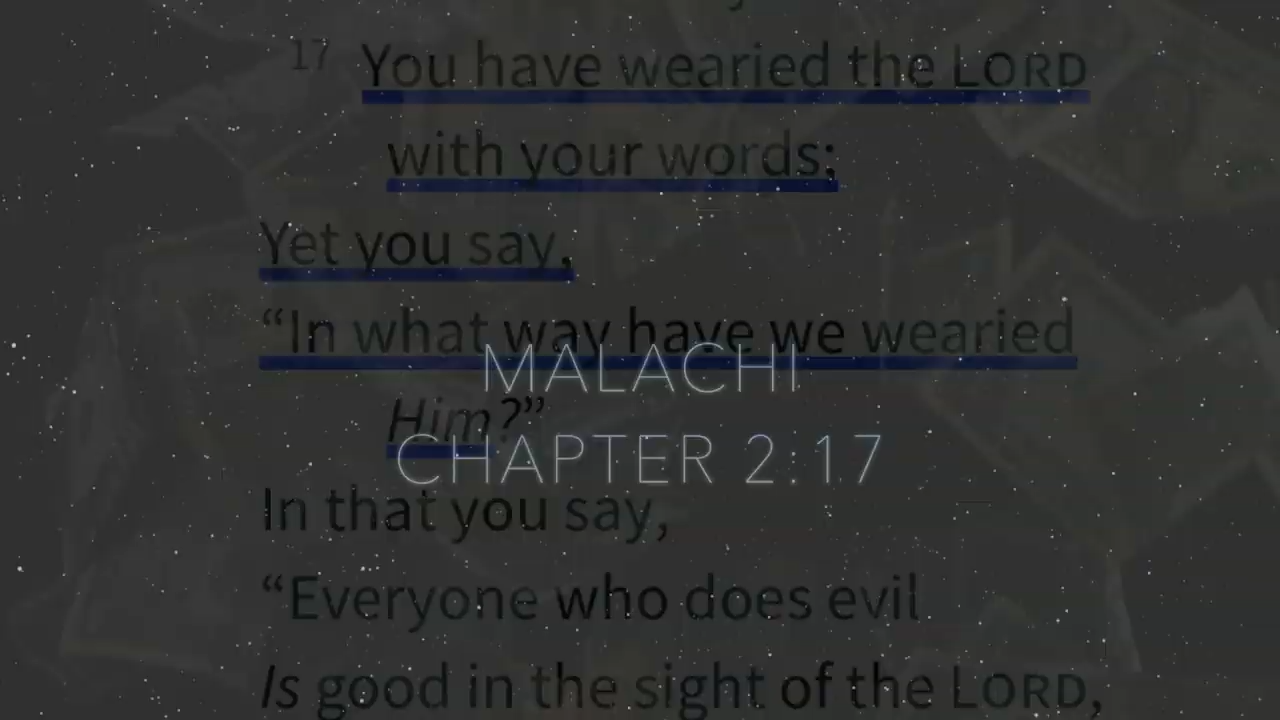 17 You have wearied the LORD
with your words;
Yet you say,
“In what way have we wearied
Him?”
In that you say,
“Everyone who does evil
Is good in the sight of the LORD,
MALACHI
CHAPTER 2:17